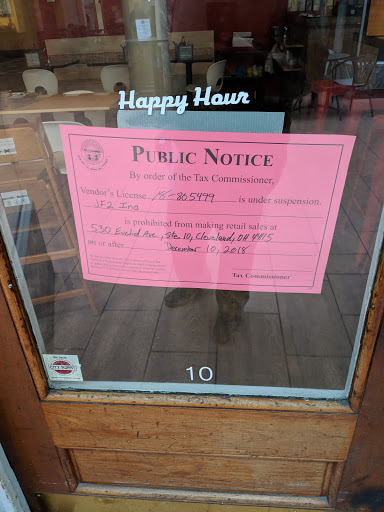 Happy Hour
PUBLIC NOTICE
By order of the Tax Commissioner,
Vendor's License 18-805499 is under suspension.
JF2 Inc
is prohibited from making retail sales at
530 Euclid Ave., Ste. 10, Cleveland, OH 44115
on or after December 10, 2018
Tax Commissioner
10